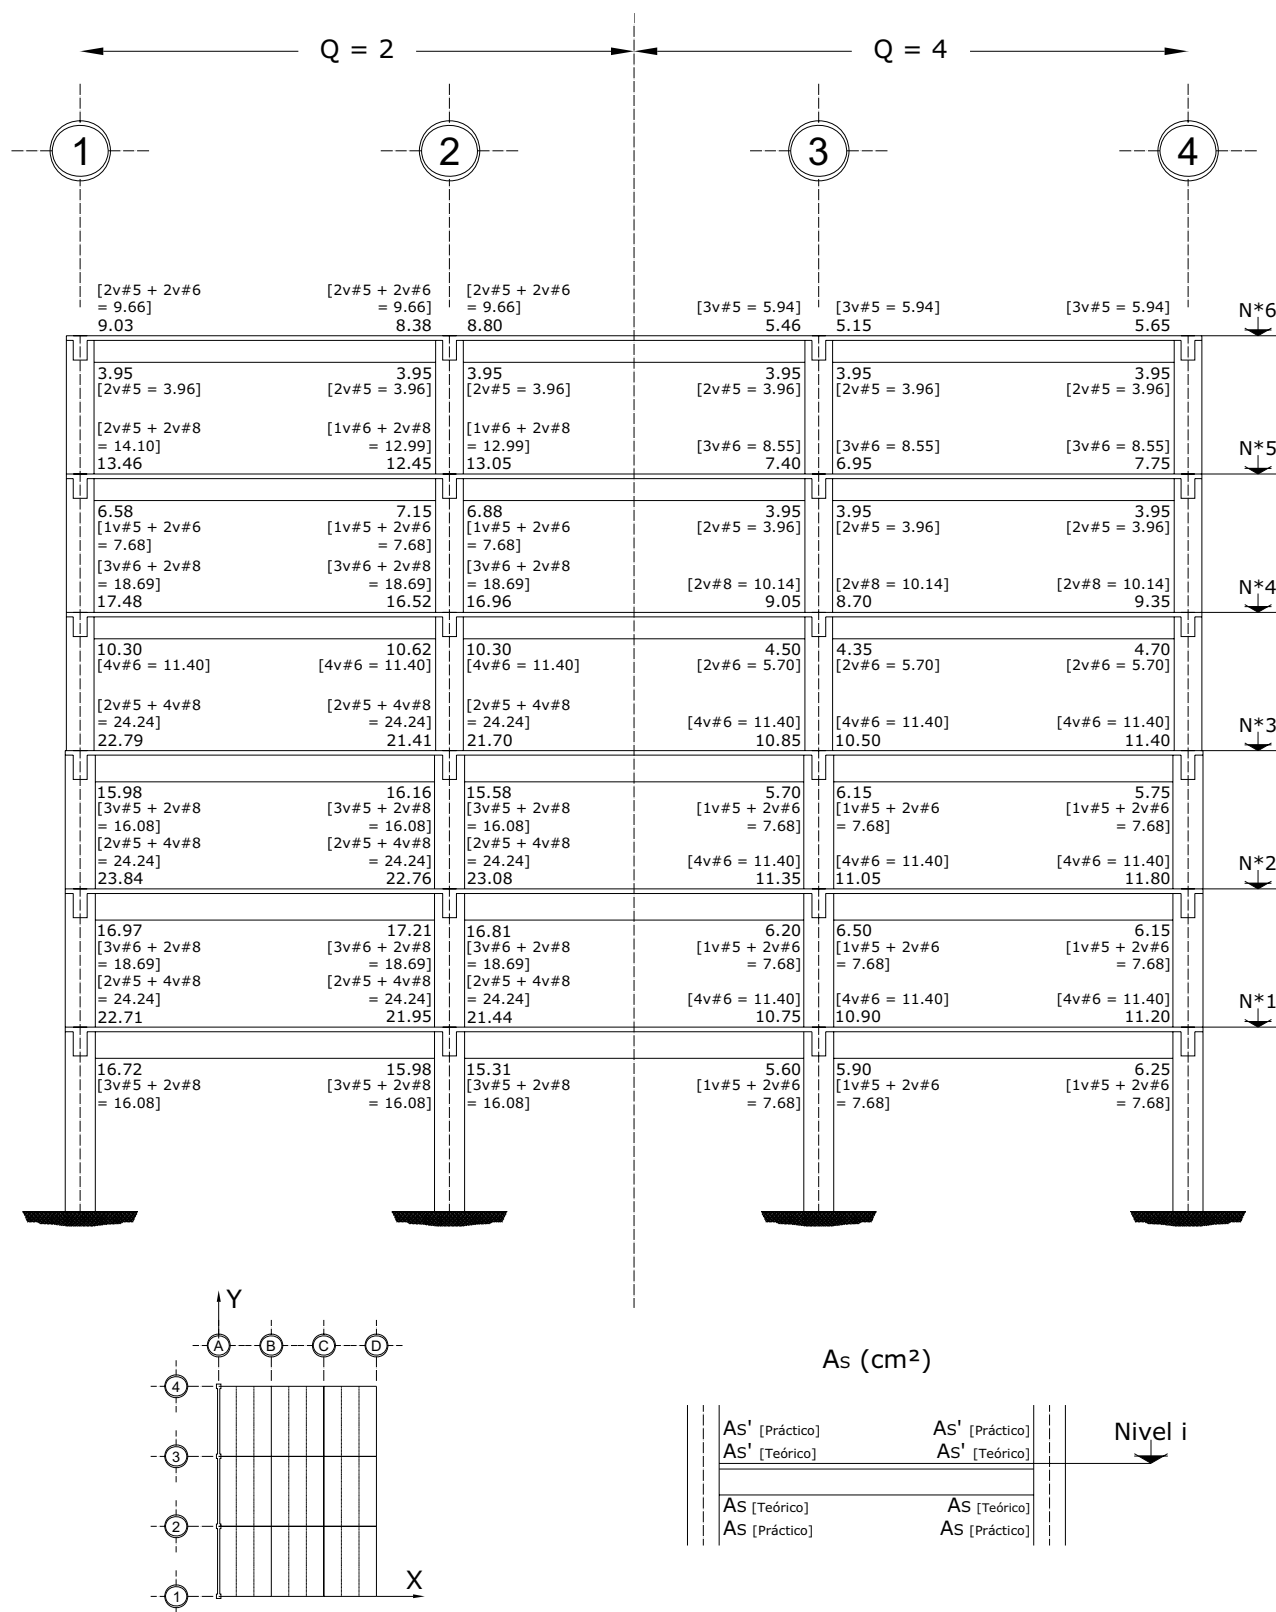 Q = 2 Q = 4
1 2 3 4
[2v#5 + 2v#6 [2v#5 + 2v#6 [2v#5 + 2v#6
= 9.66] = 9.66] = 9.66] [3v#5 = 5.94] [3v#5 = 5.94] [3v#5 = 5.94] N*6
9.03 8.38 8.80 5.46 5.15 5.65
3.95 3.95 3.95 3.95 3.95 3.95
[2v#5 = 3.96] [2v#5 = 3.96] [2v#5 = 3.96] [2v#5 = 3.96] [2v#5 = 3.96] [2v#5 = 3.96]
[2v#5 + 2v#8 [1v#6 + 2v#8 [1v#6 + 2v#8
= 14.10] = 12.99] = 12.99] [3v#6 = 8.55] [3v#6 = 8.55] [3v#6 = 8.55] N*5
13.46 12.45 13.05 7.40 6.95 7.75
6.58 7.15 6.88 3.95 3.95 3.95
[1v#5 + 2v#6 [1v#5 + 2v#6 [1v#5 + 2v#6 [2v#5 = 3.96] [2v#5 = 3.96] [2v#5 = 3.96]
= 7.68] = 7.68] = 7.68]
[3v#6 + 2v#8 [3v#6 + 2v#8 [3v#6 + 2v#8
= 18.69] = 18.69] = 18.69] [2v#8 = 10.14] [2v#8 = 10.14] [2v#8 = 10.14] N*4
17.48 16.52 16.96 9.05 8.70 9.35
10.30 10.62 10.30 4.50 4.35 4.70
[4v#6 = 11.40] [4v#6 = 11.40] [4v#6 = 11.40] [2v#6 = 5.70] [2v#6 = 5.70] [2v#6 = 5.70]
[2v#5 + 4v#8 [2v#5 + 4v#8 [2v#5 + 4v#8
= 24.24] = 24.24] = 24.24] [4v#6 = 11.40] [4v#6 = 11.40] [4v#6 = 11.40] N*3
22.79 21.41 21.70 10.85 10.50 11.40
15.98 16.16 15.58 5.70 6.15 5.75
[3v#5 + 2v#8 [3v#5 + 2v#8 [3v#5 + 2v#8 [1v#5 + 2v#6 [1v#5 + 2v#6 [1v#5 + 2v#6
= 16.08] = 16.08] = 16.08] = 7.68] = 7.68] = 7.68]
[2v#5 + 4v#8 [2v#5 + 4v#8 [2v#5 + 4v#8
= 24.24] = 24.24] = 24.24] [4v#6 = 11.40] [4v#6 = 11.40] [4v#6 = 11.40] N*2
23.84 22.76 23.08 11.35 11.05 11.80
16.97 17.21 16.81 6.20 6.50 6.15
[3v#6 + 2v#8 [3v#6 + 2v#8 [3v#6 + 2v#8 [1v#5 + 2v#6 [1v#5 + 2v#6 [1v#5 + 2v#6
= 18.69] = 18.69] = 18.69] = 7.68] = 7.68] = 7.68]
[2v#5 + 4v#8 [2v#5 + 4v#8 [2v#5 + 4v#8
= 24.24] = 24.24] = 24.24] [4v#6 = 11.40] [4v#6 = 11.40] [4v#6 = 11.40] N*1
22.71 21.95 21.44 10.75 10.90 11.20
16.72 15.98 15.31 5.60 5.90 6.25
[3v#5 + 2v#8 [3v#5 + 2v#8 [3v#5 + 2v#8 [1v#5 + 2v#6 [1v#5 + 2v#6 [1v#5 + 2v#6
= 16.08] = 16.08] = 16.08] = 7.68] = 7.68] = 7.68]
Y
A B C D
4
3
2
1
X
As (cm²)
As' [Práctico] As' [Práctico] Nivel i
As' [Teórico] As' [Teórico]
As [Teórico] As [Teórico]
As [Práctico] As [Práctico]